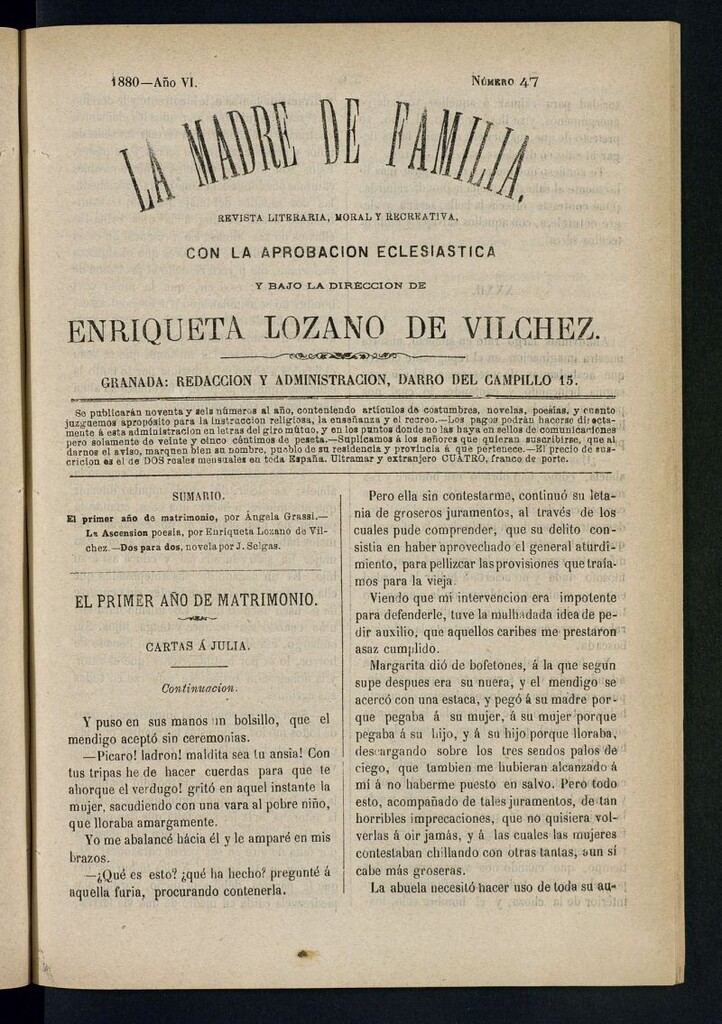 1880—Año VI.
Número 47
LA MADRE DE FAMILIA.
REVISTA LITERARIA, MORAL Y RECREATIVA,
CON LA APROBACION ECLESIASTICA
Y BAJO LA DIRECCION DE
ENRIQUETA LOZANO DE VILCHEZ.
GRANADA: REDACCION Y ADMINISTRACION, DARRO DEL CAMPILLO 15.
Se publicarán noventa y seis números al año, conteniendo artículos de costumbres, novelas, poesías, y cuanto
juzguemos apropósito para la instruccion religiosa, la enseñanza y el recreo.—Los pagos podrán hacerse directa-
mente á esta administracion en letras del giro mútuo, y en los puntos donde no las haya en sellos de comunicaciones
pero solamente de veinte y cinco céntimos de peseta.—Suplicamos á los señores que quieran suscribirse, que al
darnos el aviso, marquen bien su nombre, pueblo de su residencia y provincia á que pertenece.—El precio de sus-
cricion es el de DOS reales mensuales en toda España. Ultramar y extranjero CUATRO, franco de porte.
SUMARIO.
El primer año de matrimonio, por Ángela Grassi.—
La Ascension poesía, por Enriqueta Lozano de Vil-
chez.—Dos para dos, novela por J. Selgas.
EL PRIMER AÑO DE MATRIMONIO.
CARTAS Á JULIA.
Continuacion.
Y puso en sus manos un bolsillo, que el
mendigo aceptó sin ceremonias.
—Picaro! ladron! maldita sea tu ansia! Con
tus tripas he de hacer cuerdas para que te
ahorque el verdugo! gritó en aquel instante la
mujer, sacudiendo con una vara al pobre niño,
que lloraba amargamente.
Yo me abalancé hácia él y le amparé en mis
brazos.
—¿Qué es esto? ¿qué ha hecho? pregunté á
aquella furia, procurando contenerla.
Pero ella sin contestarme, continuó su leta-
nia de groseros juramentos, al través de los
cuales pude comprender, que su delito con-
sistia en haber aprovechado el general aturdi-
miento, para pellizcar las provisiones que traía-
mos para la vieja.
Viendo que mi intervencion era impotente
para defenderle, tuve la malhadada idea de pe-
dir auxilio, que aquellos caribes me prestaron
asaz cumplido.
Margarita dió de bofetones, á la que segun
supe despues era su nuera, y el mendigo se
acercó con una estaca, y pegó á su madre por-
que pegaba á su mujer, á su mujer porque
pegaba á su hijo, y á su hijo porque lloraba,
descargando sobre los tres sendos palos de
ciego, que tambien me hubieran alcanzado á
mí á no haberme puesto en salvo. Pero todo
esto, acompañado de tales juramentos, de tan
horribles imprecaciones, que no quisiera vol-
verlas á oir jamás, y á las cuales las mujeres
contestaban chillando con otras tantas, aun si
cabe más groseras.
La abuela necesitó hacer uso de toda su au-